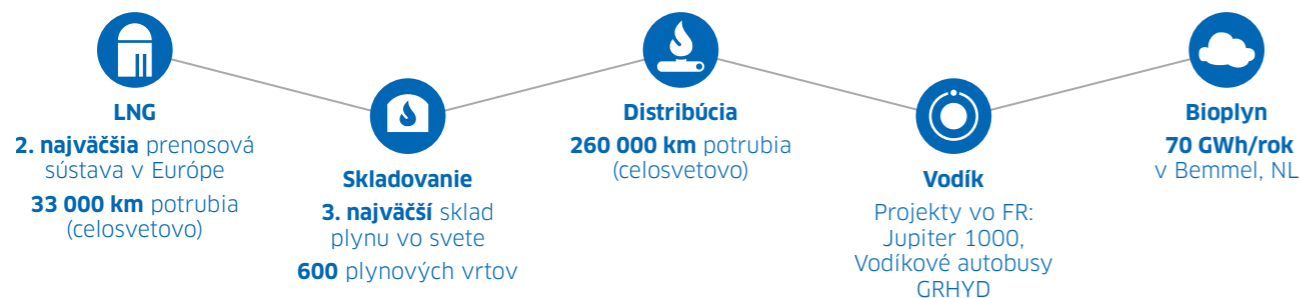 LNG
2. najväčšia prenosová
sústava v Európe
33 000 km potrubia
(celosvetovo)
Skladovanie
3. najväčší sklad
plynu vo svete
600 plynových vrtov
Distribúcia
260 000 km potrubia
(celosvetovo)
Vodík
Projekty vo FR:
Jupiter 1000,
Vodíkové autobusy
GRHYD
Bioplyn
70 GWh/rok
v Bemmel, NL